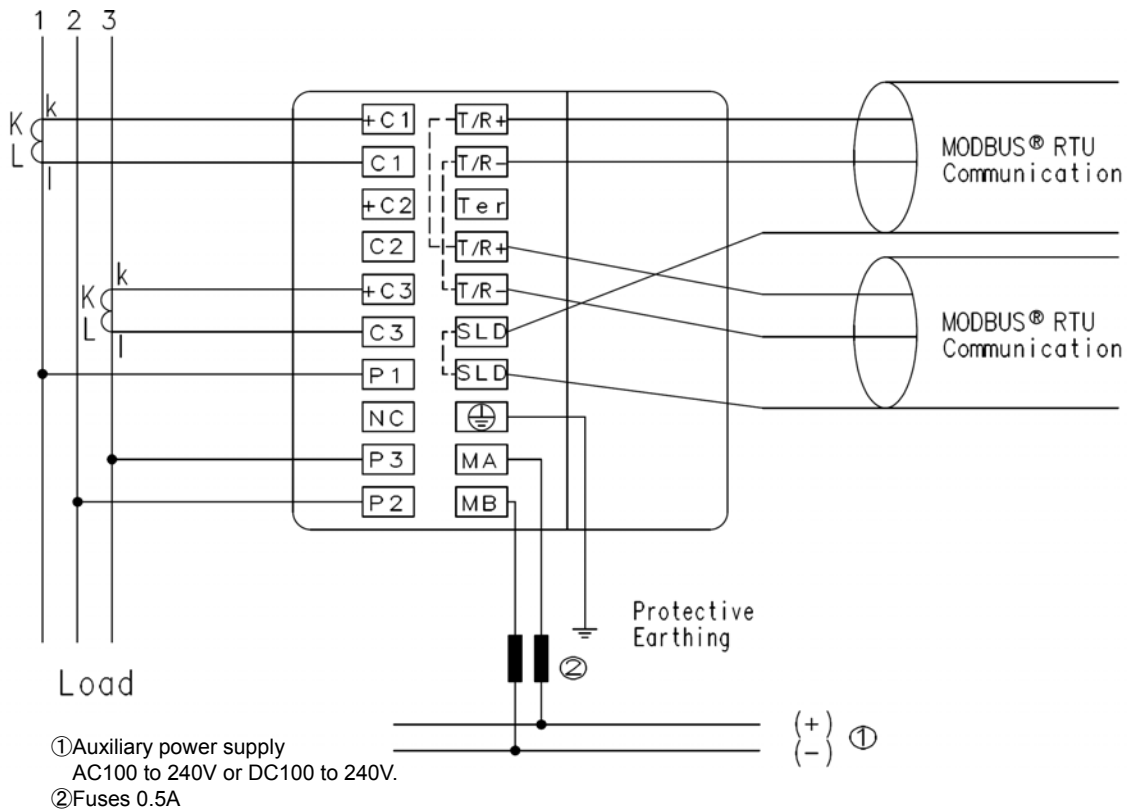 1 2 3
K k
L l
K k
L l
+C1 T/R+
C1 T/R-
+C2 Ter
C2 T/R+
+C3 T/R-
C3 SLD
P1 SLD
NC
P3 MA
P2 MB
MODBUS® RTU
Communication
MODBUS® RTU
Communication
Protective
Earthing
②
Load
(+)
(-) ①
①Auxiliary power supply
AC100 to 240V or DC100 to 240V.
②Fuses 0.5A